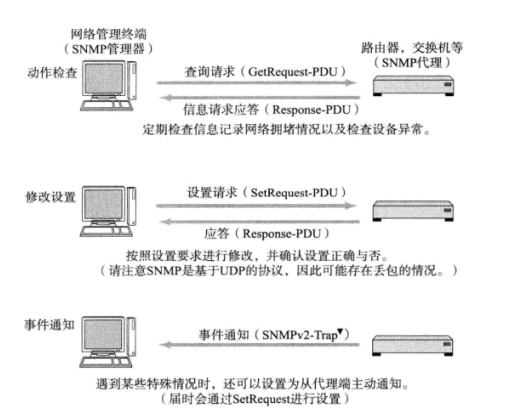 网络管理终端
（SNMP管理器）
路由器，交换机等
（SNMP代理）
动作检查
查询请求（GetRequest-PDU）
信息请求应答（Response-PDU）
定期检查信息记录网络拥堵情况以及检查设备异常。
修改设置
设置请求（SetRequest-PDU）
应答（Response-PDU）
按照设置要求进行修改，并确认设置正确与否。
（请注意SNMP是基于UDP的协议，因此可能存在丢包的情况。）
事件通知
事件通知（SNMPv2-Trap▼）
遇到某些特殊情况时，还可以设置为从代理端主动通知。
（届时会通过SetRequest进行设置）